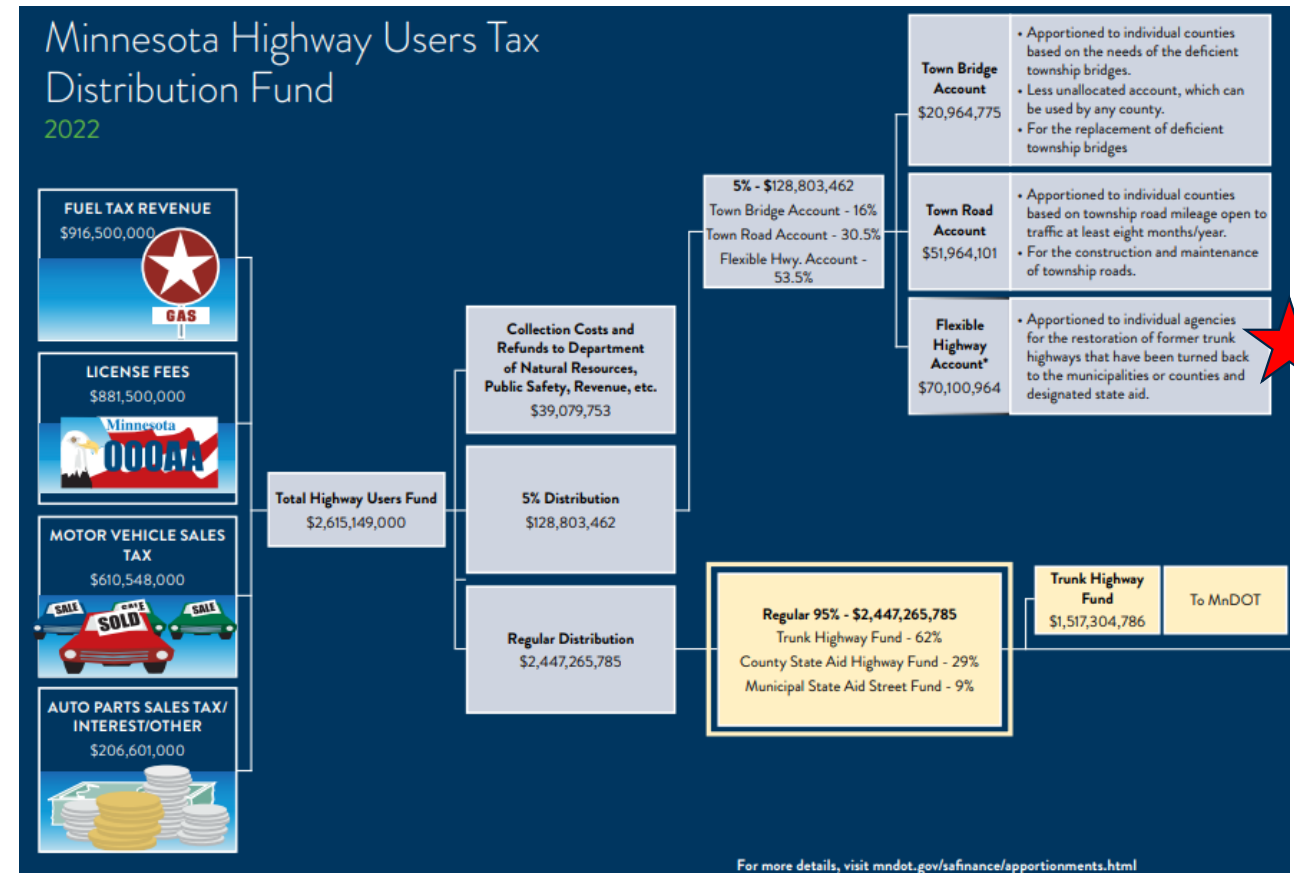 Minnesota Highway Users Tax
Distribution Fund
2022
FUEL TAX REVENUE
$916,500,000
GAS
LICENSE FEES
$881,500,000
Minnesota
000AA
MOTOR VEHICLE SALES
TAX
$610,548,000
SALE
SALE
SALE
SOLD
AUTO PARTS SALES TAX/
INTEREST/OTHER
$206,601,000
Total Highway Users Fund
$2,615,149,000
Collection Costs and
Refunds to Department
of Natural Resources,
Public Safety, Revenue, etc.
$39,079,753
5% Distribution
$128,803,462
Regular Distribution
$2,447,265,785
5% - $128,803,462
Town Bridge Account - 16%
Town Road Account - 30.5%
Flexible Hwy. Account -
53.5%
Town Bridge
Account
$20,964,775
• Apportioned to individual counties
based on the needs of the deficient
township bridges.
• Less unallocated account, which can
be used by any county.
• For the replacement of deficient
township bridges
Town Road
Account
$51,964,101
• Apportioned to individual counties
based on township road mileage open to
traffic at least eight months/year.
• For the construction and maintenance
of township roads.
Flexible
Highway
Account*
$70,100,964
• Apportioned to individual agencies
for the restoration of former trunk
highways that have been turned back
to the municipalities or counties and
designated state aid.
Regular 95% - $2,447,265,785
Trunk Highway Fund - 62%
County State Aid Highway Fund - 29%
Municipal State Aid Street Fund - 9%
Trunk Highway
Fund
$1,517,304,786
To MnDOT
For more details, visit mndot.gov/safinance/apportionments.html